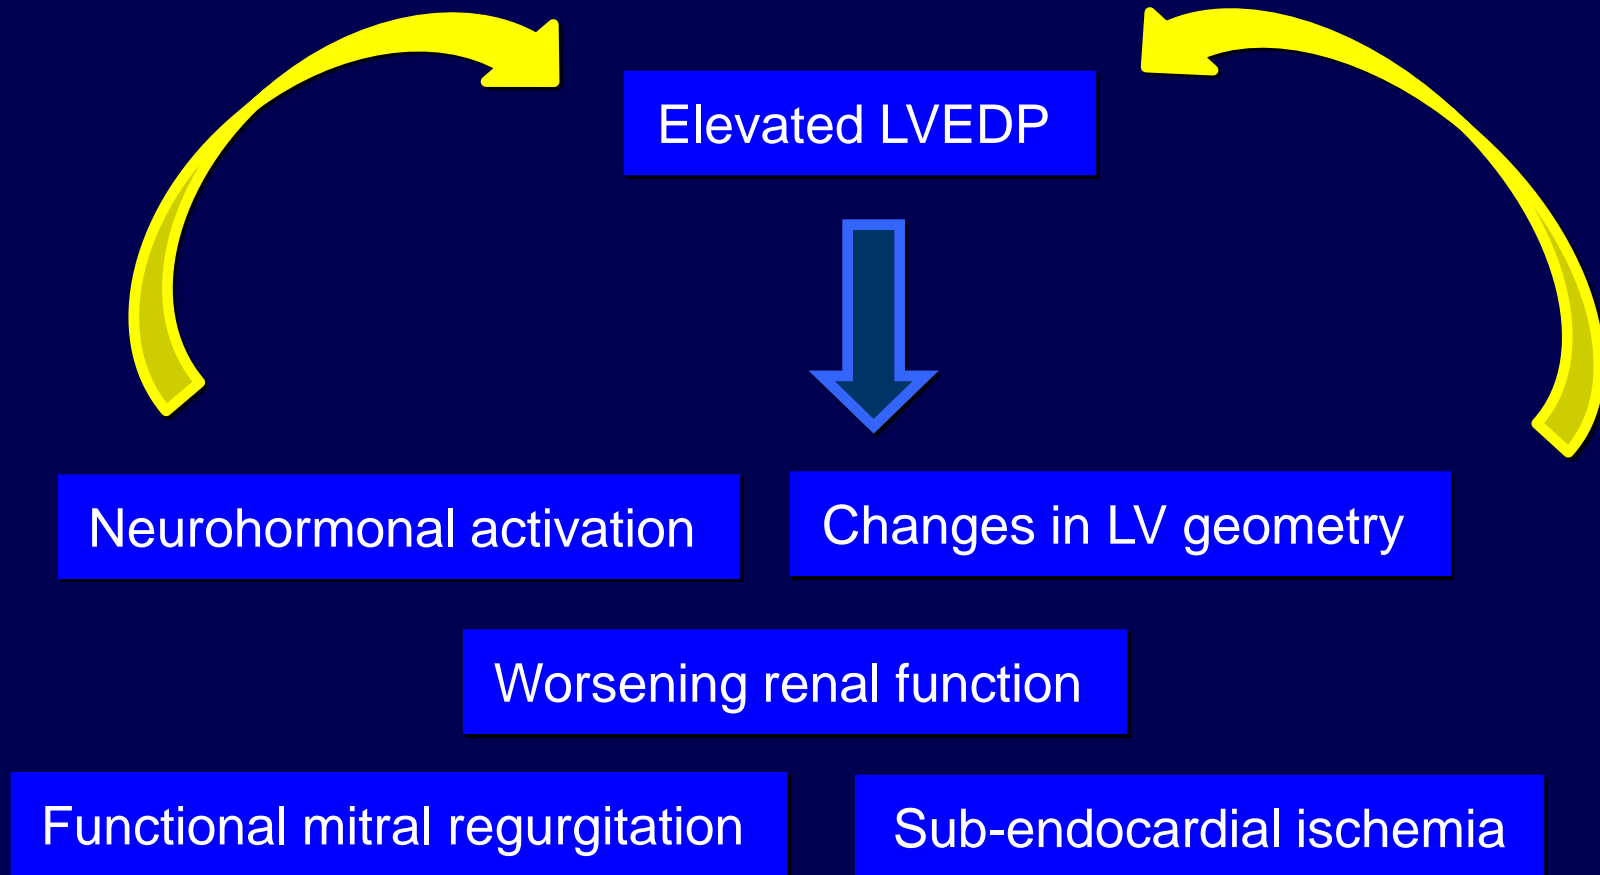 Elevated LVEDP
Neurohormonal activation
Changes in LV geometry
Worsening renal function
Functional mitral regurgitation
Sub-endocardial ischemia